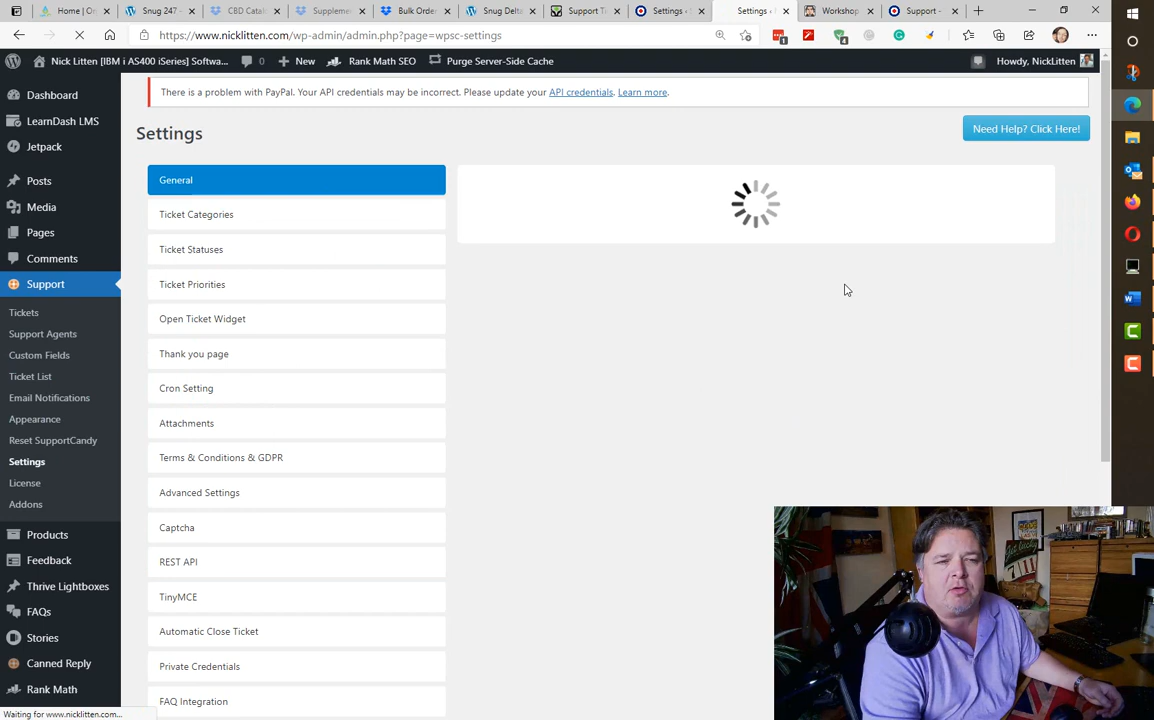 Home | Or
Snug 247 -
CBD Catal
Supplemen
Bulk Order
Snug Delta
Support Ti
Settings ‹
Settings ‹
Workshop
Support -
https://www.nicklitten.com/wp-admin/admin.php?page=wpsc-settings
Nick Litten [IBM i AS400 iSeries] Softwa...
0
New
Rank Math SEO
Purge Server-Side Cache
Howdy, NickLitten
Dashboard
LearnDash LMS
Jetpack
Posts
Media
Pages
Comments
Support
Tickets
Support Agents
Custom Fields
Ticket List
Email Notifications
Appearance
Reset SupportCandy
Settings
License
Addons
Products
Feedback
Thrive Lightboxes
FAQs
Stories
Canned Reply
Rank Math
There is a problem with PayPal. Your API credentials may be incorrect. Please update your API credentials. Learn more.
Settings
Need Help? Click Here!
General
Ticket Categories
Ticket Statuses
Ticket Priorities
Open Ticket Widget
Thank you page
Cron Setting
Attachments
Terms & Conditions & GDPR
Advanced Settings
Captcha
REST API
TinyMCE
Automatic Close Ticket
Private Credentials
FAQ Integration
Waiting for www.nicklitten.com...